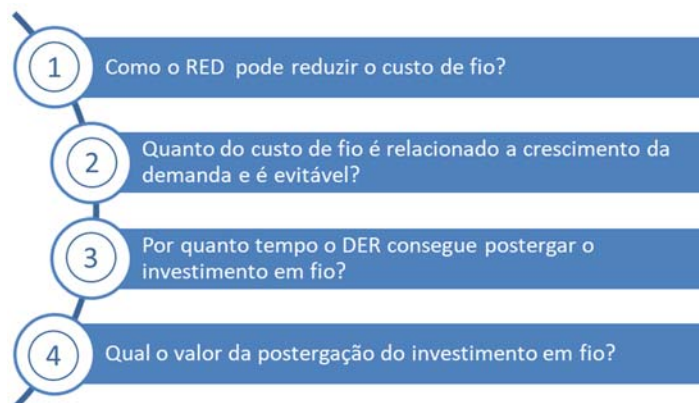 1
Como o RED pode reduzir o custo de fio?
2
Quanto do custo de fio é relacionado a crescimento da
demanda e é evitável?
3
Por quanto tempo o DER consegue postergar o
investimento em fio?
4
Qual o valor da postergação do investimento em fio?